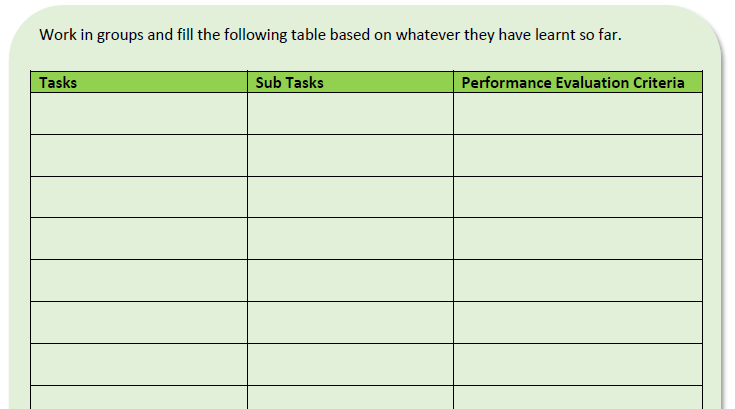 Work in groups and fill the following table based on whatever they have learnt so far.
Tasks Sub Tasks Performance Evaluation Criteria